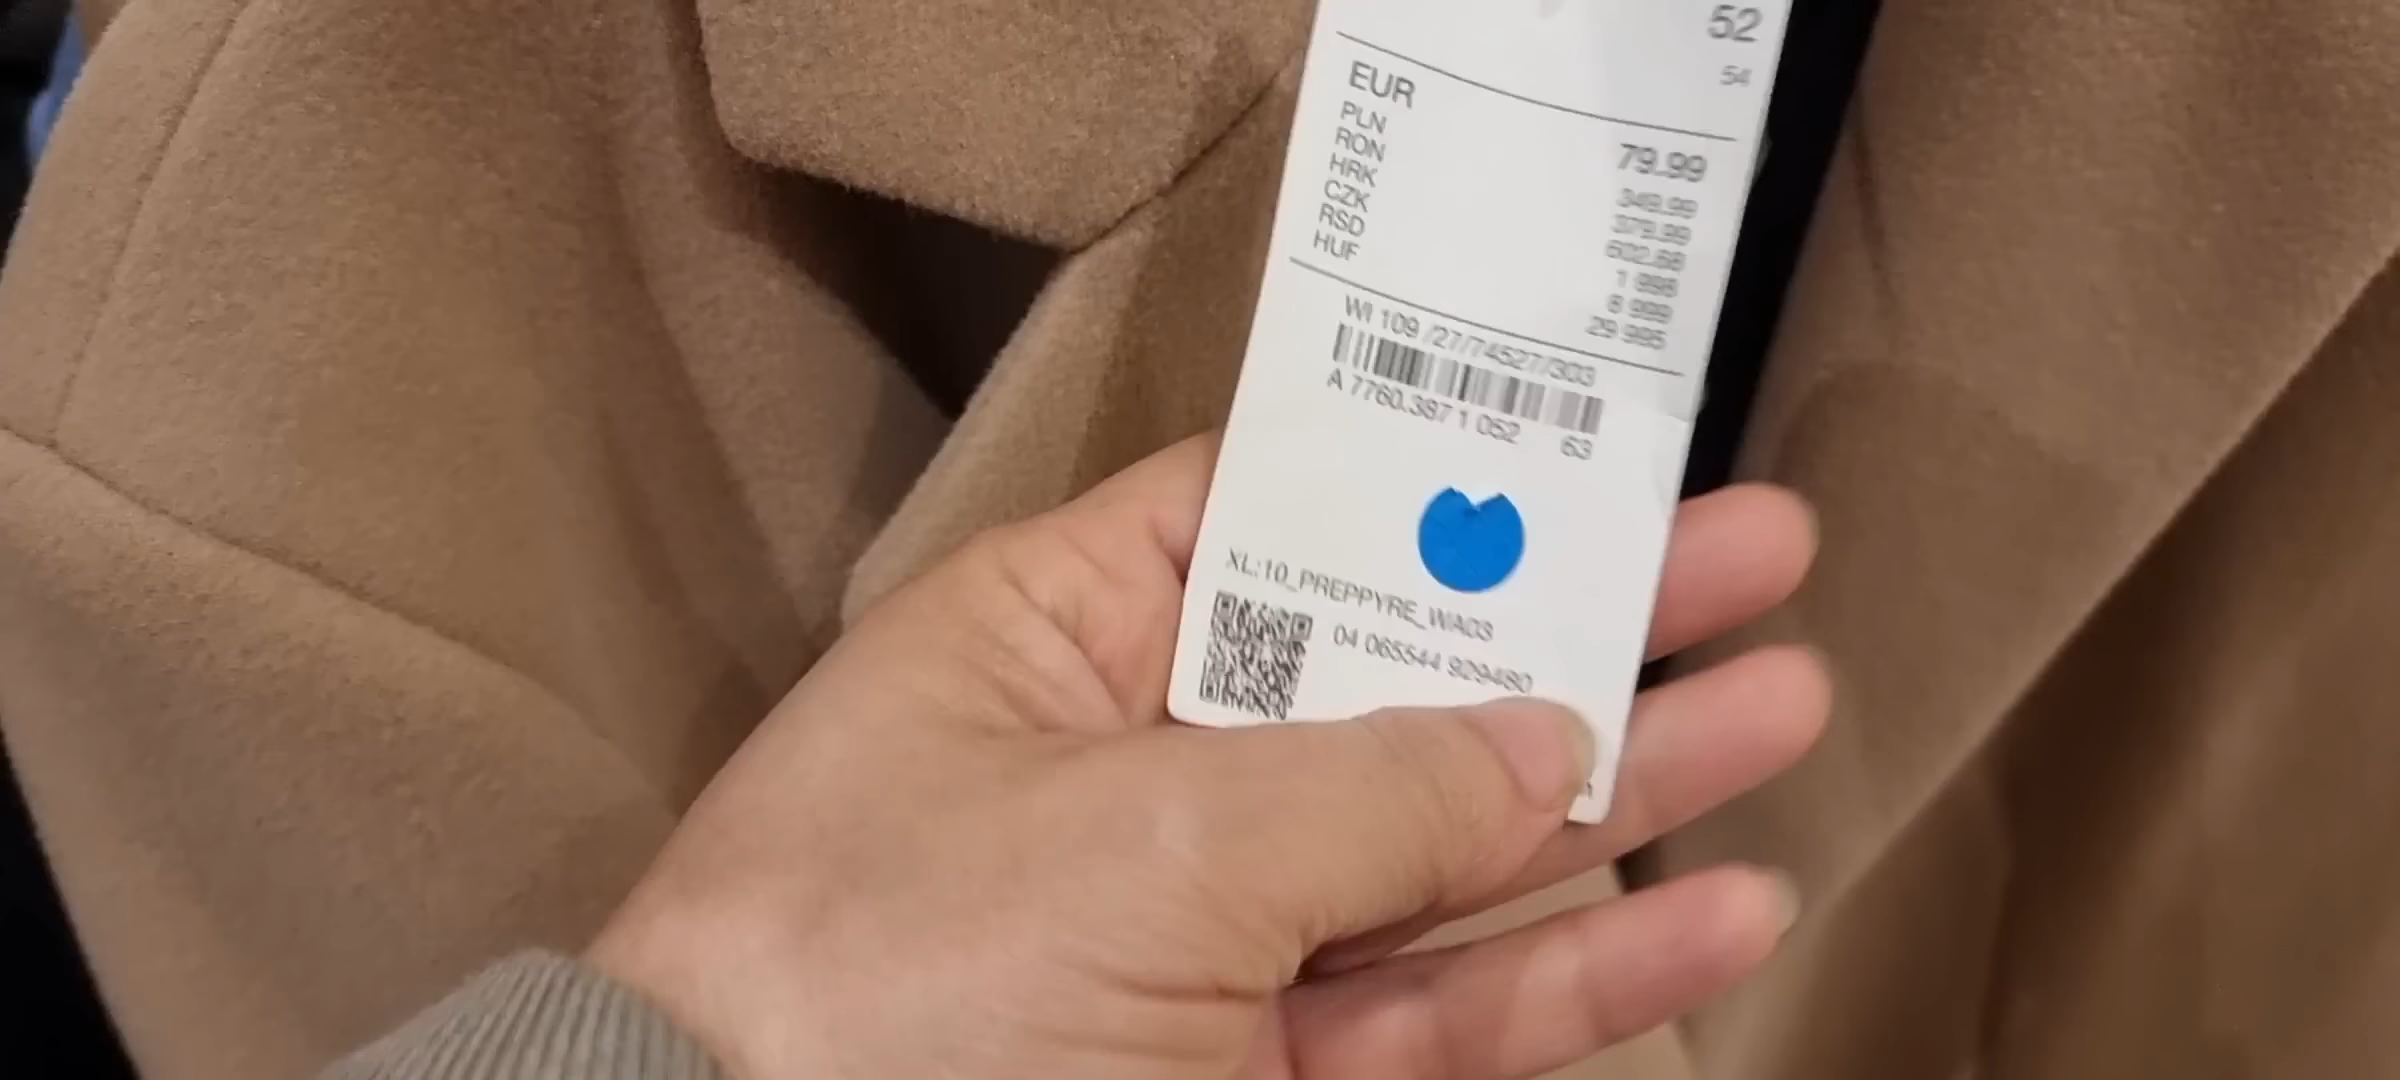 52
54
EUR 79.99
PLN 349.99
RON 379.99
HRK 602.68
CZK 1 998
RSD 8 999
HUF 29 995
WI 109 /27/74527/303
A 7760.387 1 052 63
XL:10_PREPPYRE_WA03
04 065544 929480